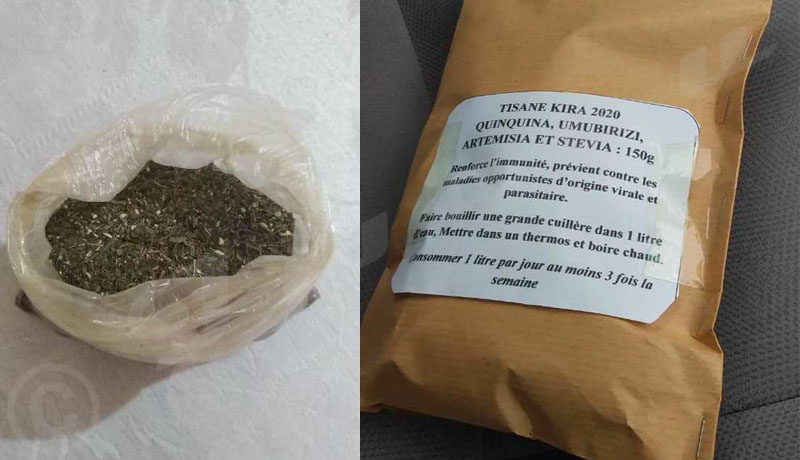 TISANE KIRA 2020
QUINQUINA, UMUBIRIZI,
ARTEMISIA ET STEVIA : 150g
Renforce l'immunité, prévient contre les
maladies opportunistes d'origine virale et
parasitaire.
Faire bouillir une grande cuillère dans 1 litre
d'eau, Mettre dans un thermos et boire chaud.
Consommer 1 litre par jour au moins 3 fois la
semaine
©